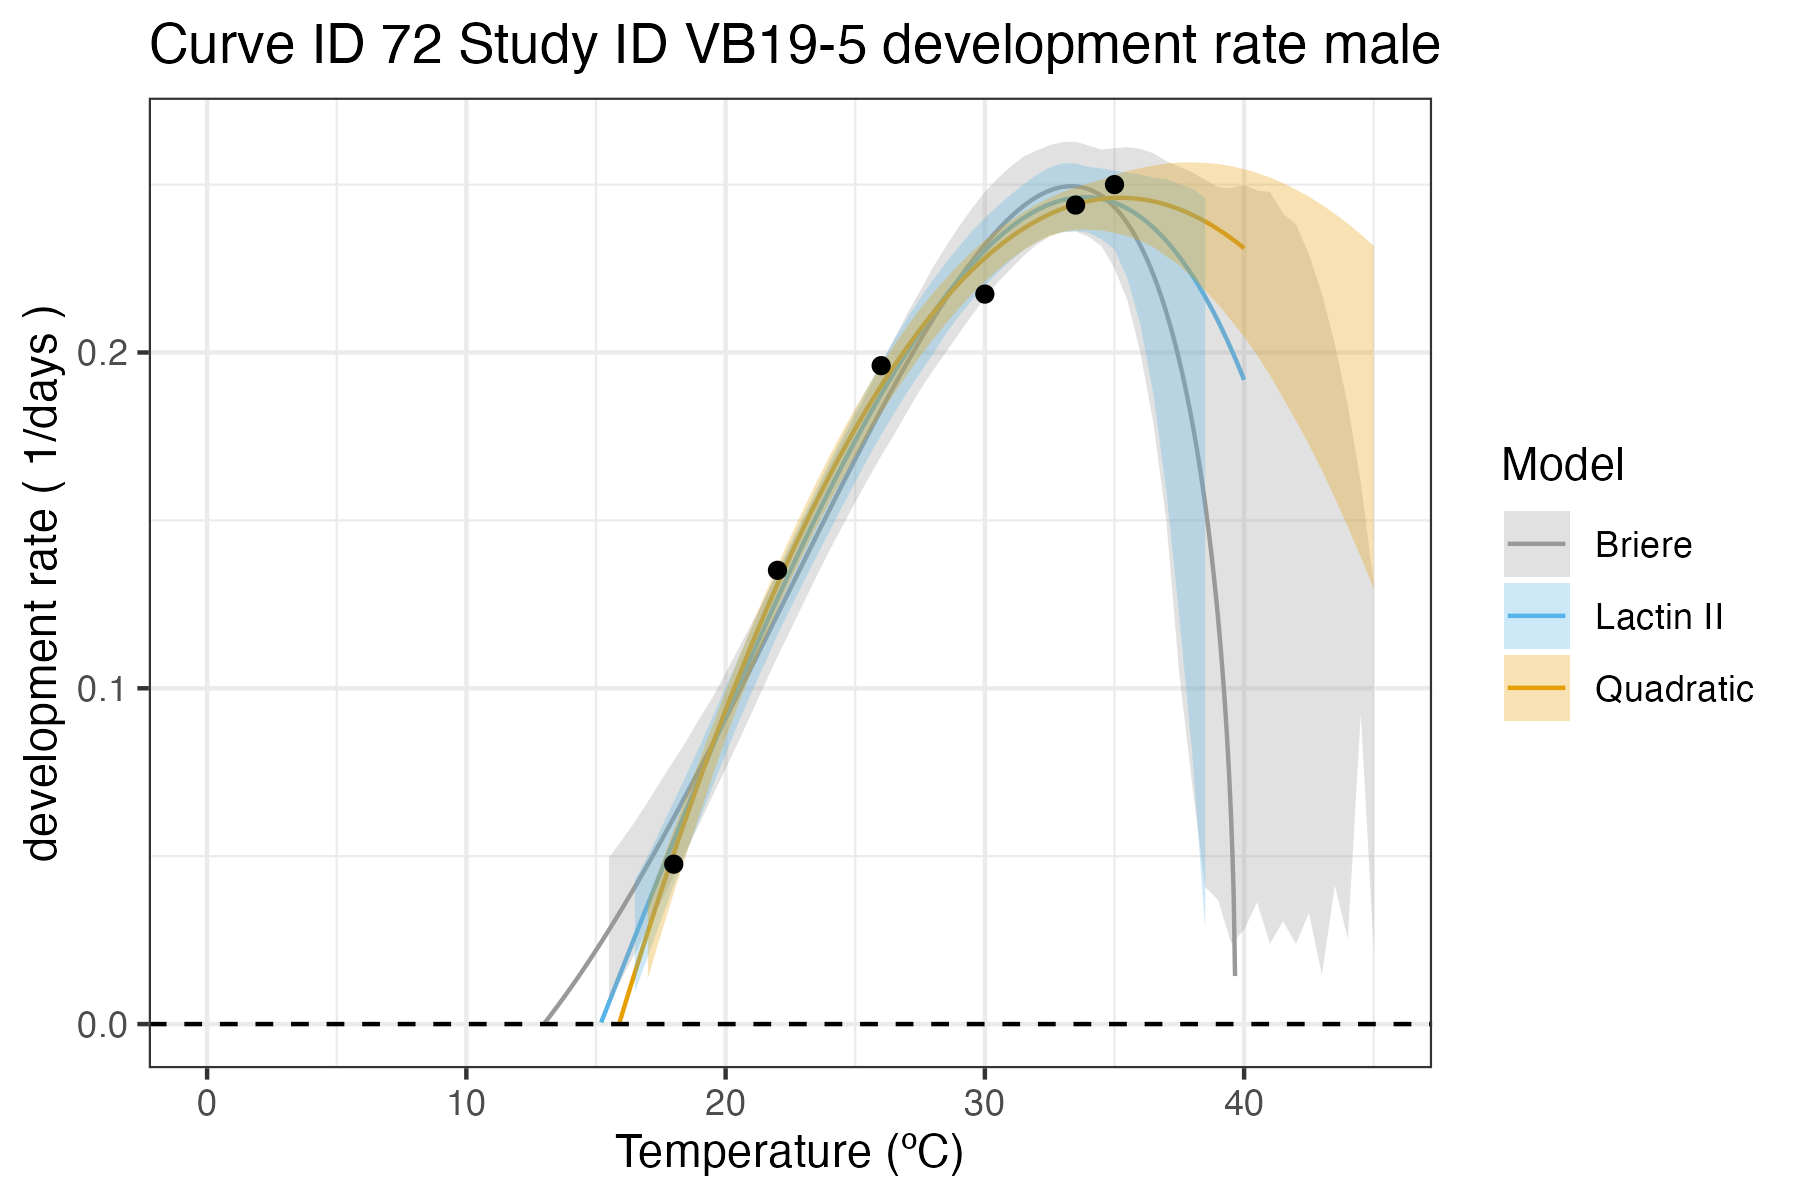 Curve ID 72 Study ID VB19-5 development rate male
development rate ( 1/days )
0.2
0.1
0.0
0 10 20 30 40
Temperature (ºC)
Model
Briere
Lactin II
Quadratic